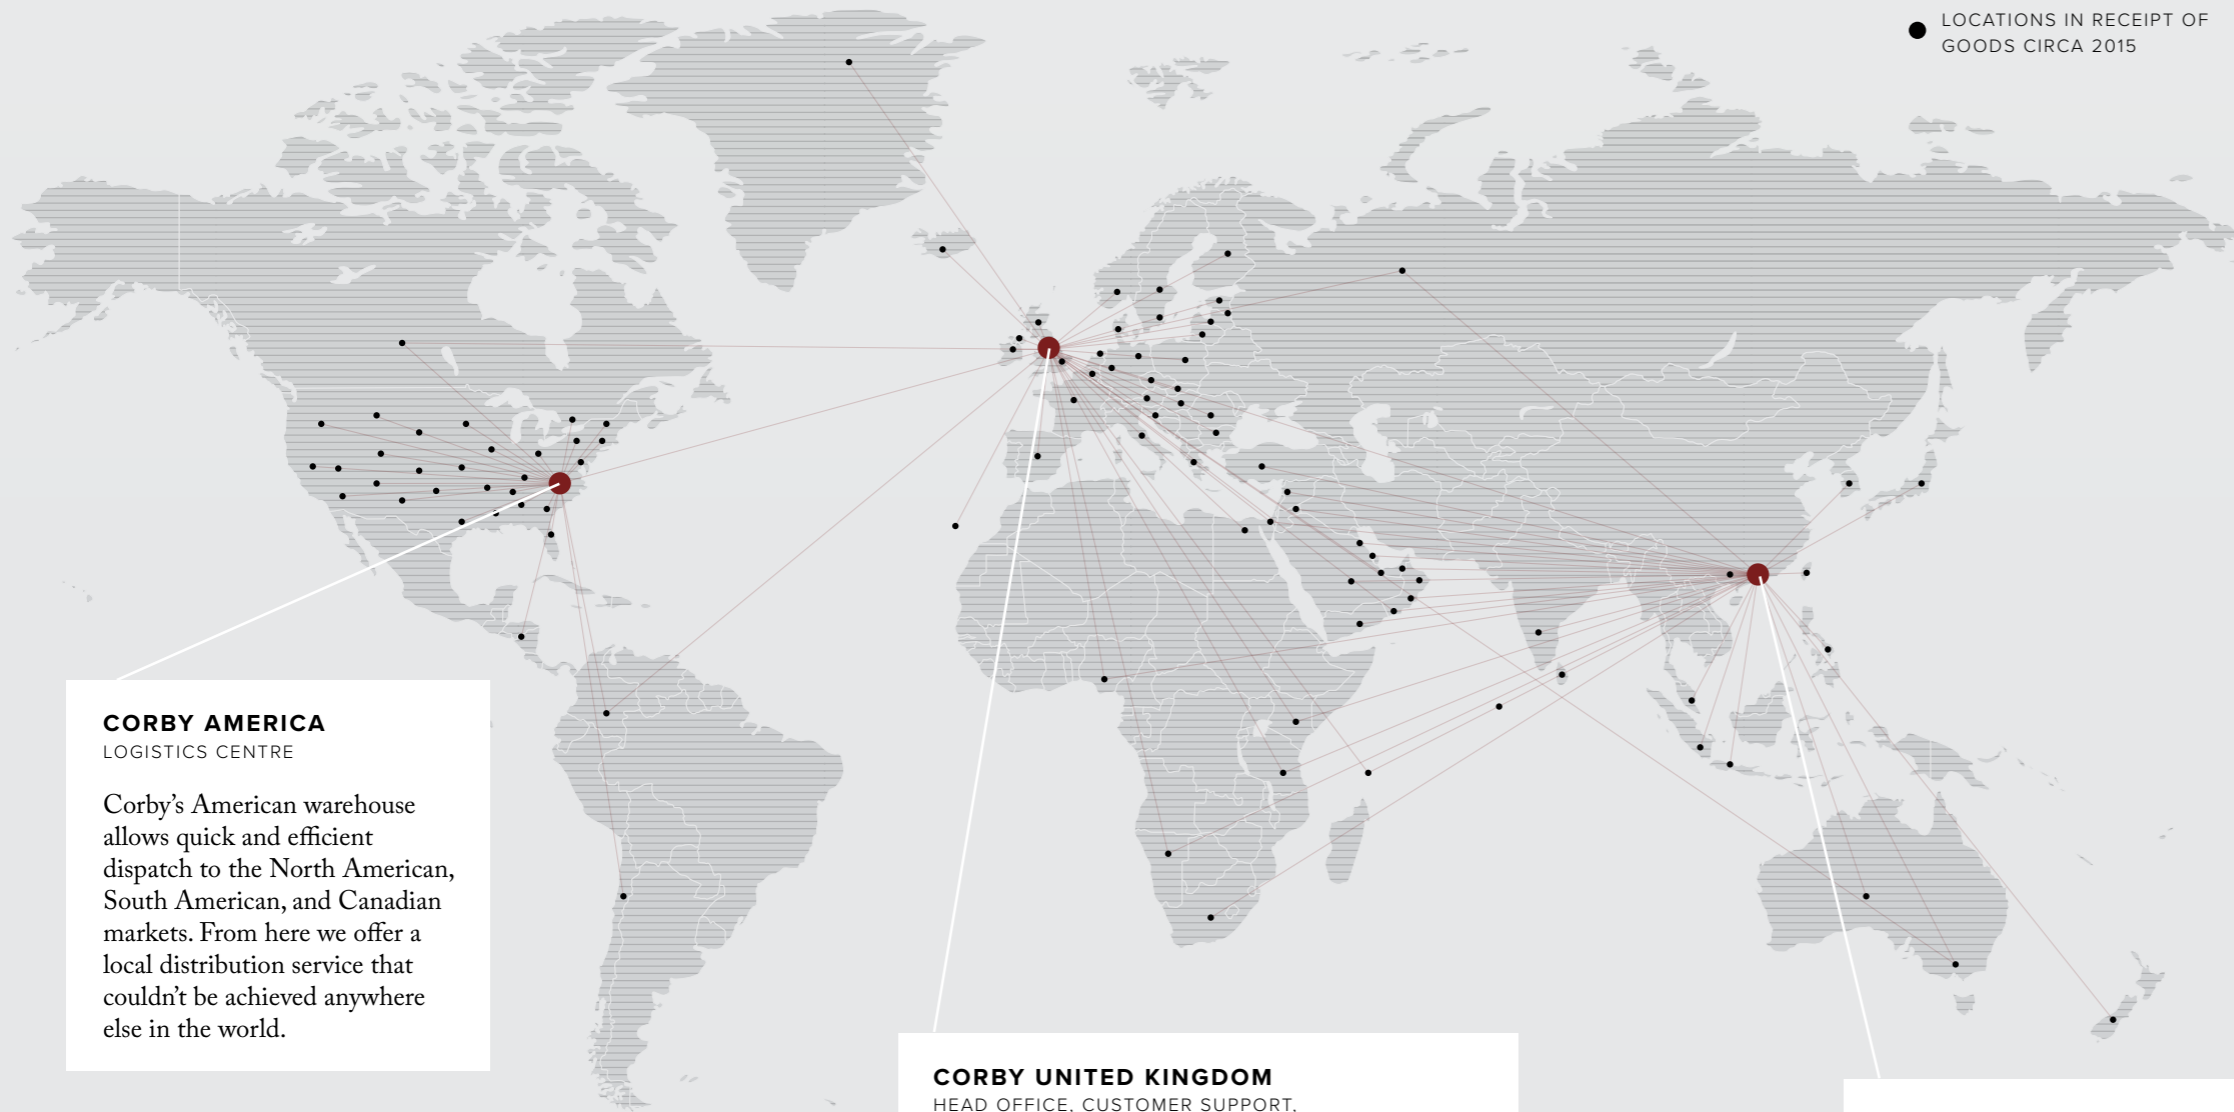 LOCATIONS IN RECEIPT OF
GOODS CIRCA 2015
CORBY AMERICA
LOGISTICS CENTRE
Corby’s American warehouse
allows quick and efficient
dispatch to the North American,
South American, and Canadian
markets. From here we offer a
local distribution service that
couldn’t be achieved anywhere
else in the world.
CORBY UNITED KINGDOM
HEAD OFFICE, CUSTOMER SUPPORT,